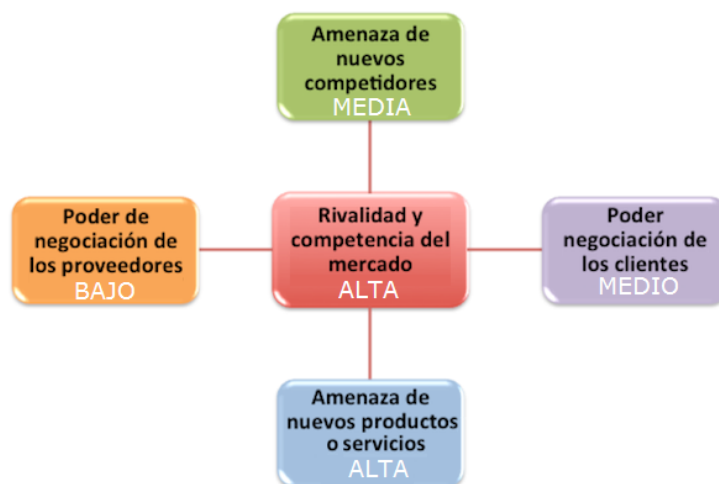 Amenaza de
nuevos
competidores
MEDIA
Poder de
negociación de
los proveedores
BAJO
Rivalidad y
competencia del
mercado
ALTA
Poder
negociación de
los clientes
MEDIO
Amenaza de
nuevos productos
o servicios
ALTA